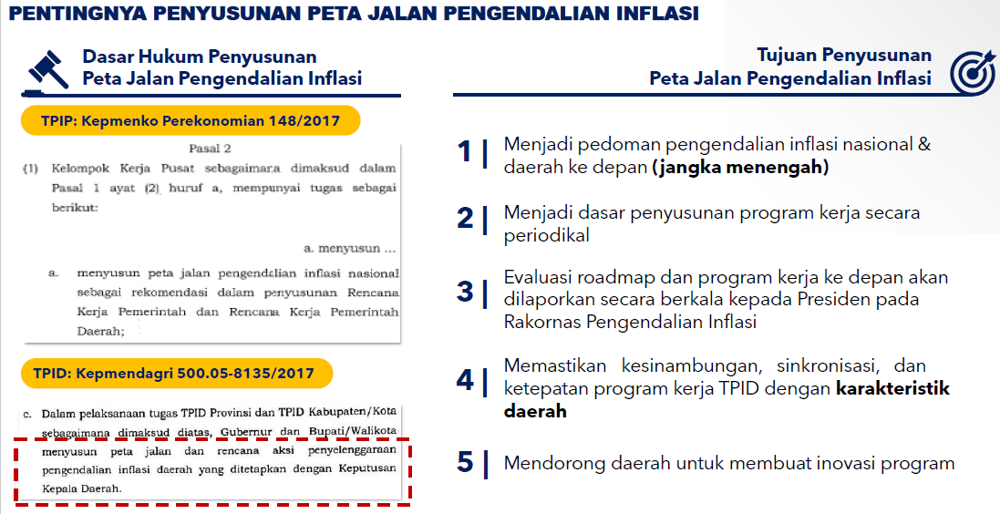 PENTINGNYA PENYUSUNAN PETA JALAN PENGENDALIAN INFLASI
Dasar Hukum Penyusunan
Peta Jalan Pengendalian Inflasi
TPIP: Kepmenko Perekonomian 148/2017
Pasal 2
(1) Kelompok Kerja Pusat sebagaimana dimaksud dalam
Pasal 1 ayat (2) huruf a, mempunyai tugas sebagai
berikut:
a. menyusun ...
a. menyusun peta jalan pengendalian inflasi nasional
sebagai rekomendasi dalam penyusunan Rencana
Kerja Pemerintah dan Rencana Kerja Pemerintah
Daerah;
TPID: Kepmendagri 500.05-8135/2017
c. Dalam pelaksanaan tugas TPID Provinsi dan TPID Kabupaten/Kota
sebagaimana dimaksud diatas, Gubernur dan Bupati/Walikota
menyusun peta jalan dan rencana aksi penyelenggaraan
pengendalian inflasi daerah yang ditetapkan dengan Keputusan
Kepala Daerah.
Tujuan Penyusunan
Peta Jalan Pengendalian Inflasi
1 | Menjadi pedoman pengendalian inflasi nasional &
daerah ke depan (jangka menengah)
2 | Menjadi dasar penyusunan program kerja secara
periodikal
3 | Evaluasi roadmap dan program kerja ke depan akan
dilaporkan secara berkala kepada Presiden pada
Rakornas Pengendalian Inflasi
4 | Memastikan kesinambungan, sinkronisasi, dan
ketepatan program kerja TPID dengan karakteristik
daerah
5 | Mendorong daerah untuk membuat inovasi program